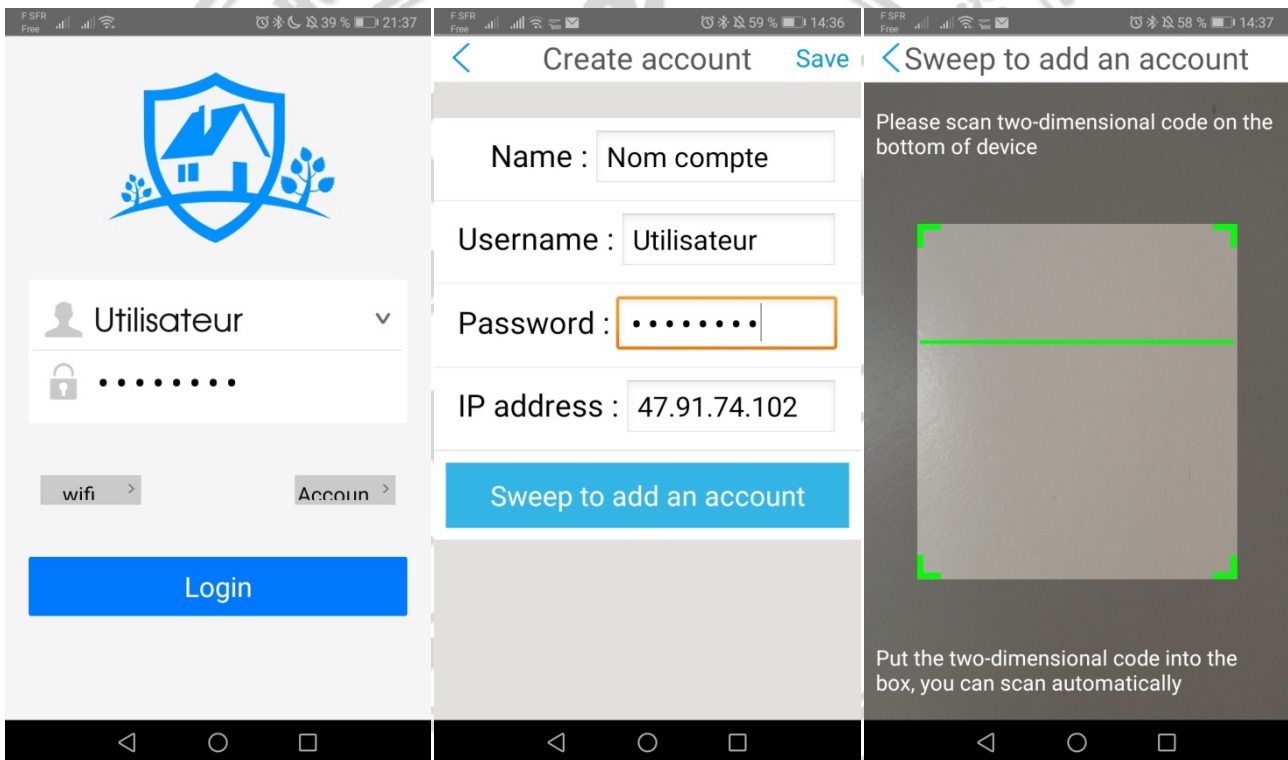 F SFR
Free
39 % 21:37
Utilisateur
••••••••
wifi >
Accoun >
Login
F SFR
Free
59 % 14:36
Create account Save
Name : Nom compte
Username : Utilisateur
Password : ••••••••
IP address : 47.91.74.102
Sweep to add an account
F SFR
Free
58 % 14:37
Sweep to add an account
Please scan two-dimensional code on the
bottom of device
Put the two-dimensional code into the
box, you can scan automatically